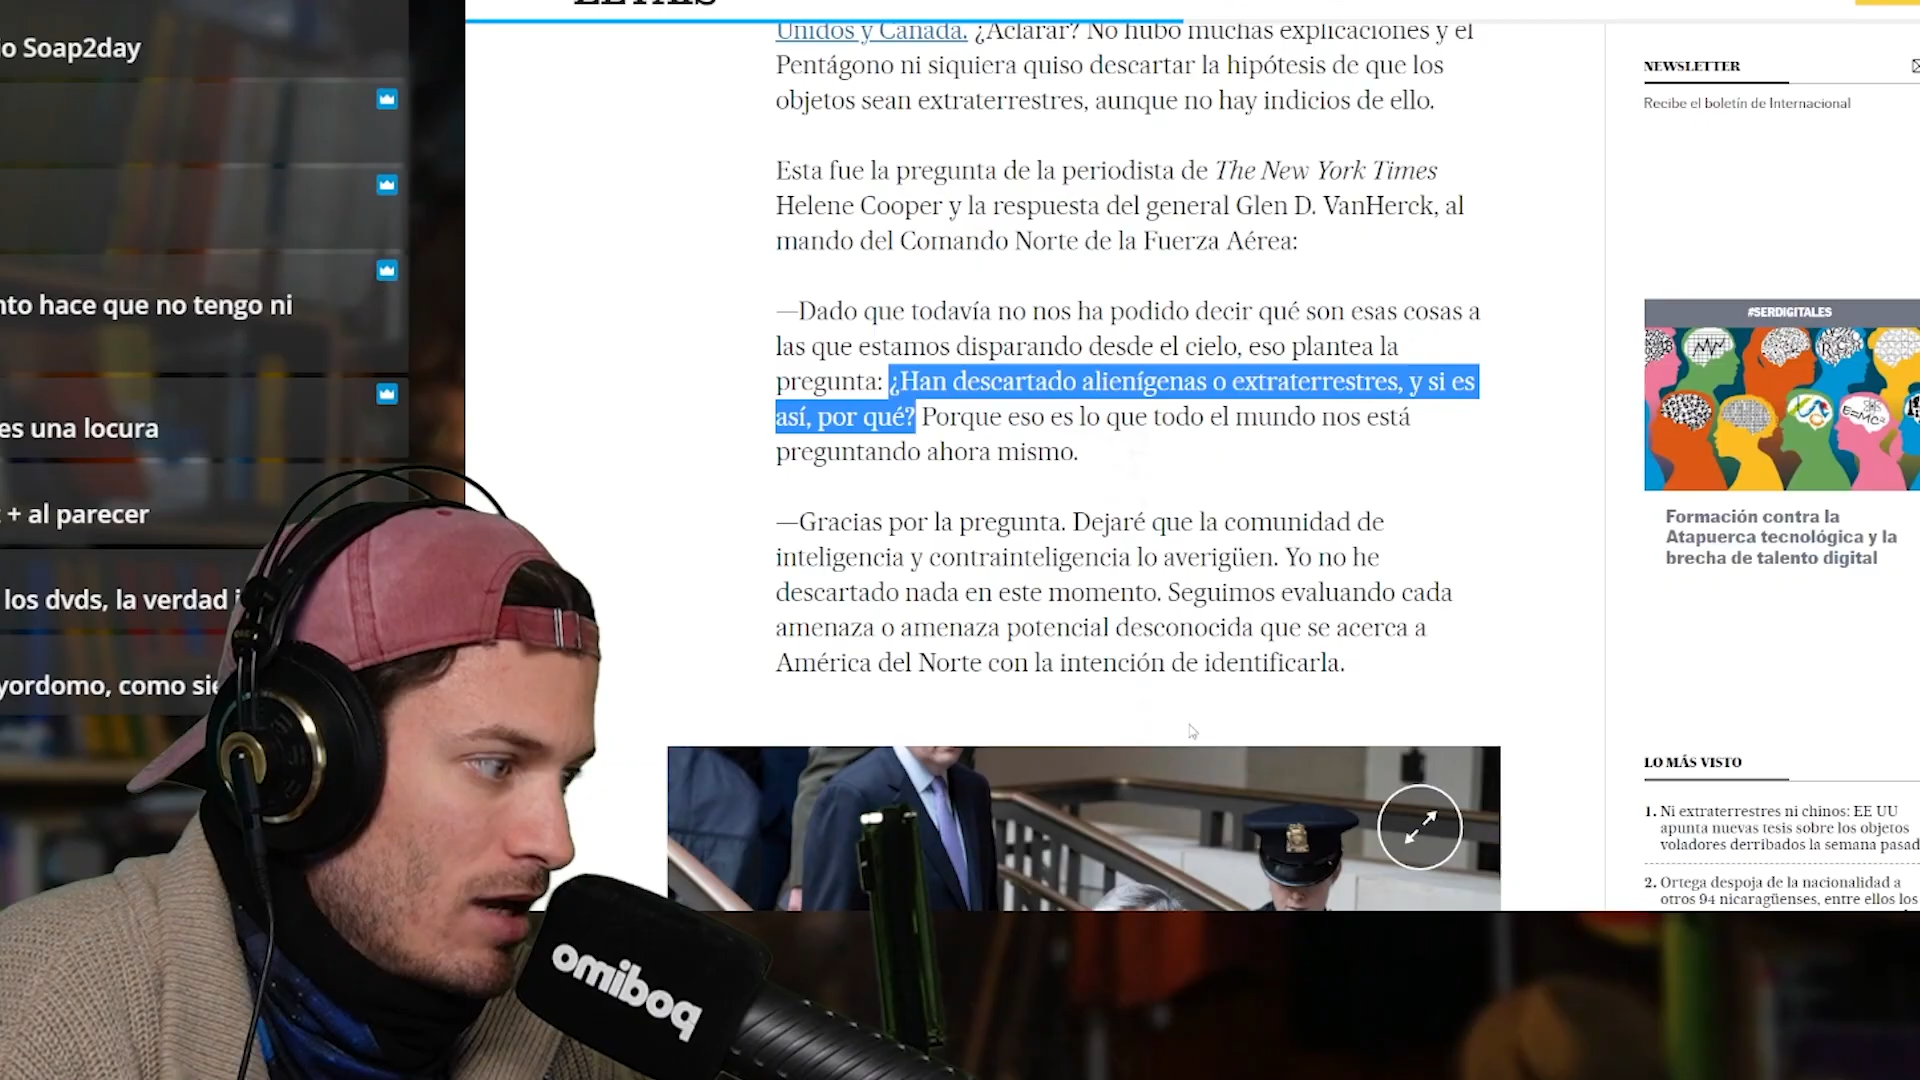 EL PAÍS
o Soap2day
nto hace que no tengo ni
es una locura
+ al parecer
los dvds, la verdad
yordomo, como sie
Unidos y Canadá. ¿Aclarar? No hubo muchas explicaciones y el
Pentágono ni siquiera quiso descartar la hipótesis de que los
objetos sean extraterrestres, aunque no hay indicios de ello.
Esta fue la pregunta de la periodista de The New York Times
Helene Cooper y la respuesta del general Glen D. VanHerck, al
mando del Comando Norte de la Fuerza Aérea:
—Dado que todavía no nos ha podido decir qué son esas cosas a
las que estamos disparando desde el cielo, eso plantea la
pregunta: ¿Han descartado alienígenas o extraterrestres, y si es
así, por qué? Porque eso es lo que todo el mundo nos está
preguntando ahora mismo.
—Gracias por la pregunta. Dejaré que la comunidad de
inteligencia y contrainteligencia lo averigüen. Yo no he
descartado nada en este momento. Seguimos evaluando cada
amenaza o amenaza potencial desconocida que se acerca a
América del Norte con la intención de identificarla.
NEWSLETTER
Recibe el boletín de Internacional
#SERDIGITALES
E=MC²
Formación contra la
Atapuerca tecnológica y la
brecha de talento digital
LO MÁS VISTO
1. Ni extraterrestres ni chinos: EE UU
apunta nuevas tesis sobre los objetos
voladores derribados la semana pasad
2. Ortega despoja de la nacionalidad a
otros 94 nicaragüenses, entre ellos los
podimo